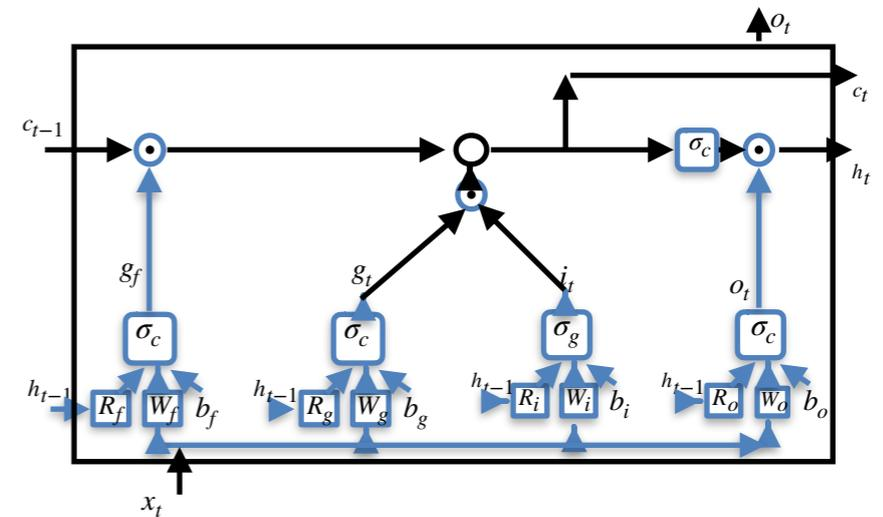 o_t
c_t
c_{t−1}
σ_c
h_t
g_f
g_t
i_t
o_t
σ_c
σ_c
σ_g
σ_c
h_{t−1}
R_f
W_f
b_f
h_{t−1}
R_g
W_g
b_g
h_{t−1}
R_i
W_i
b_i
h_{t−1}
R_o
W_o
b_o
x_t